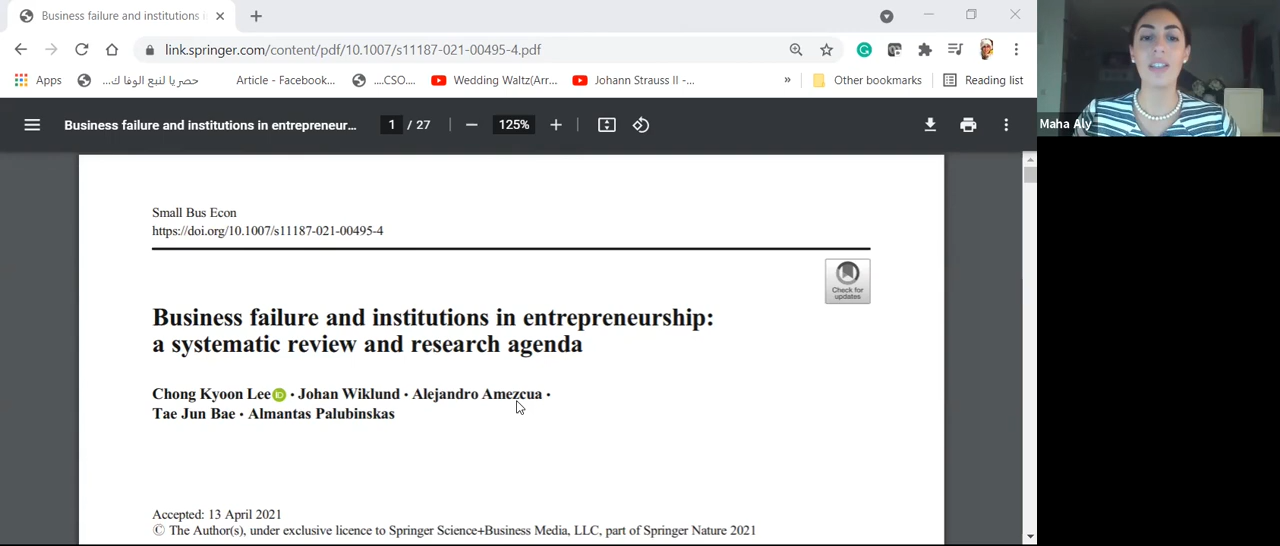 Business failure and institutions i
link.springer.com/content/pdf/10.1007/s11187-021-00495-4.pdf
Apps
حصريا لنبع الوفا ك...
Article - Facebook...
....CSO....
Wedding Waltz(Arr...
Johann Strauss II -...
»
Other bookmarks
Reading list
Business failure and institutions in entrepreneur...
1 / 27
125%
Maha Aly
Small Bus Econ
https://doi.org/10.1007/s11187-021-00495-4
Check for
updates
Business failure and institutions in entrepreneurship:
a systematic review and research agenda
Chong Kyoon Lee iD · Johan Wiklund · Alejandro Amezcua ·
Tae Jun Bae · Almantas Palubinskas
Accepted: 13 April 2021
© The Author(s), under exclusive licence to Springer Science+Business Media, LLC, part of Springer Nature 2021